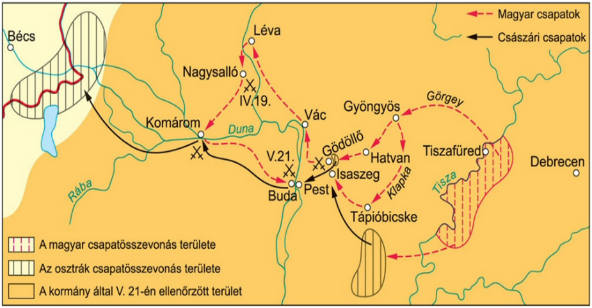 Magyar csapatok
Császári csapatok
Bécs
Léva
Nagysalló
IV.19.
Komárom
Duna
Vác
Gyöngyös
Görgey
Gödöllő
Tiszafüred
Debrecen
V.21.
Hatvan
Isaszeg
Klapka
Tisza
Rába
Buda
Pest
Tápióbicske
A magyar csapatösszevonás területe
Az osztrák csapatösszevonás területe
A kormány által V. 21-én ellenőrzött terület